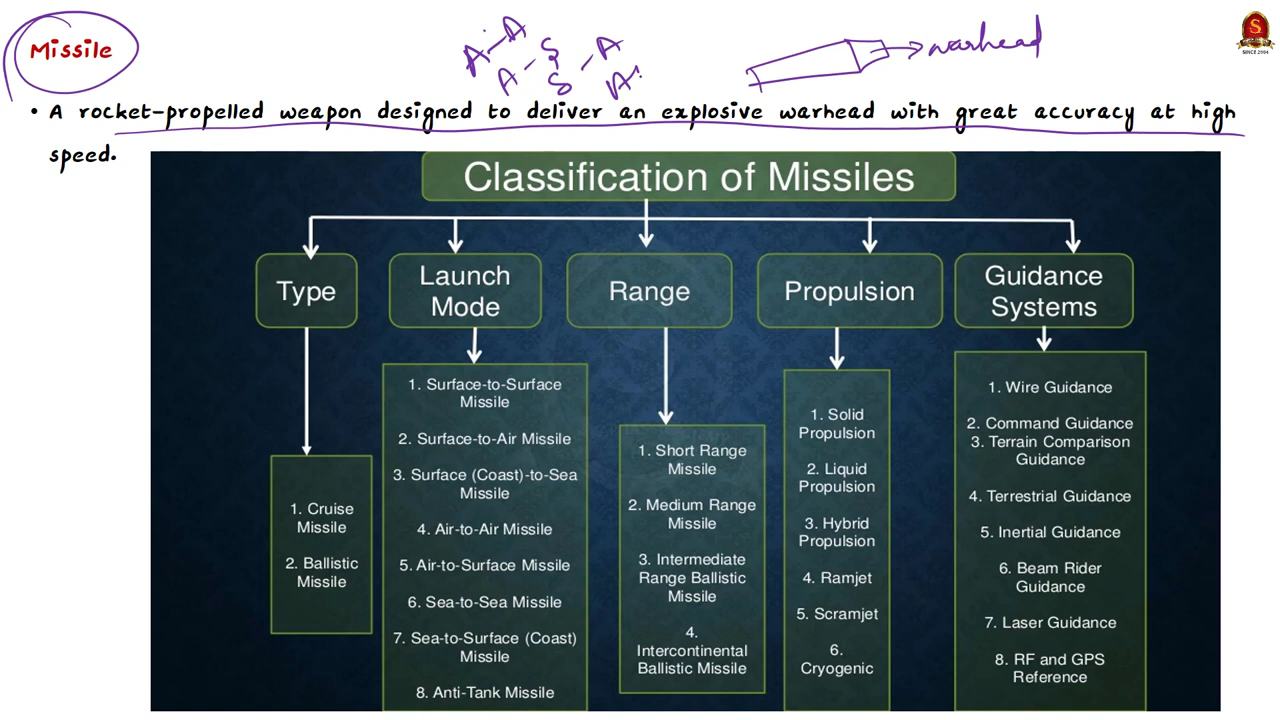 Missile
A-A
A-S
S-A
A
warhead
S
SINCE 2004
• A rocket-propelled weapon designed to deliver an explosive warhead with great accuracy at high
speed.
Classification of Missiles
Type
Launch
Mode
Range
Propulsion
Guidance
Systems
1. Cruise
Missile
2. Ballistic
Missile
1. Surface-to-Surface
Missile
2. Surface-to-Air Missile
3. Surface (Coast)-to-Sea
Missile
4. Air-to-Air Missile
5. Air-to-Surface Missile
6. Sea-to-Sea Missile
7. Sea-to-Surface (Coast)
Missile
8. Anti-Tank Missile
1. Short Range
Missile
2. Medium Range
Missile
3. Intermediate
Range Ballistic
Missile
4.
Intercontinental
Ballistic Missile
1. Solid
Propulsion
2. Liquid
Propulsion
3. Hybrid
Propulsion
4. Ramjet
5. Scramjet
6.
Cryogenic
1. Wire Guidance
2. Command Guidance
3. Terrain Comparison
Guidance
4. Terrestrial Guidance
5. Inertial Guidance
6. Beam Rider
Guidance
7. Laser Guidance
8. RF and GPS
Reference